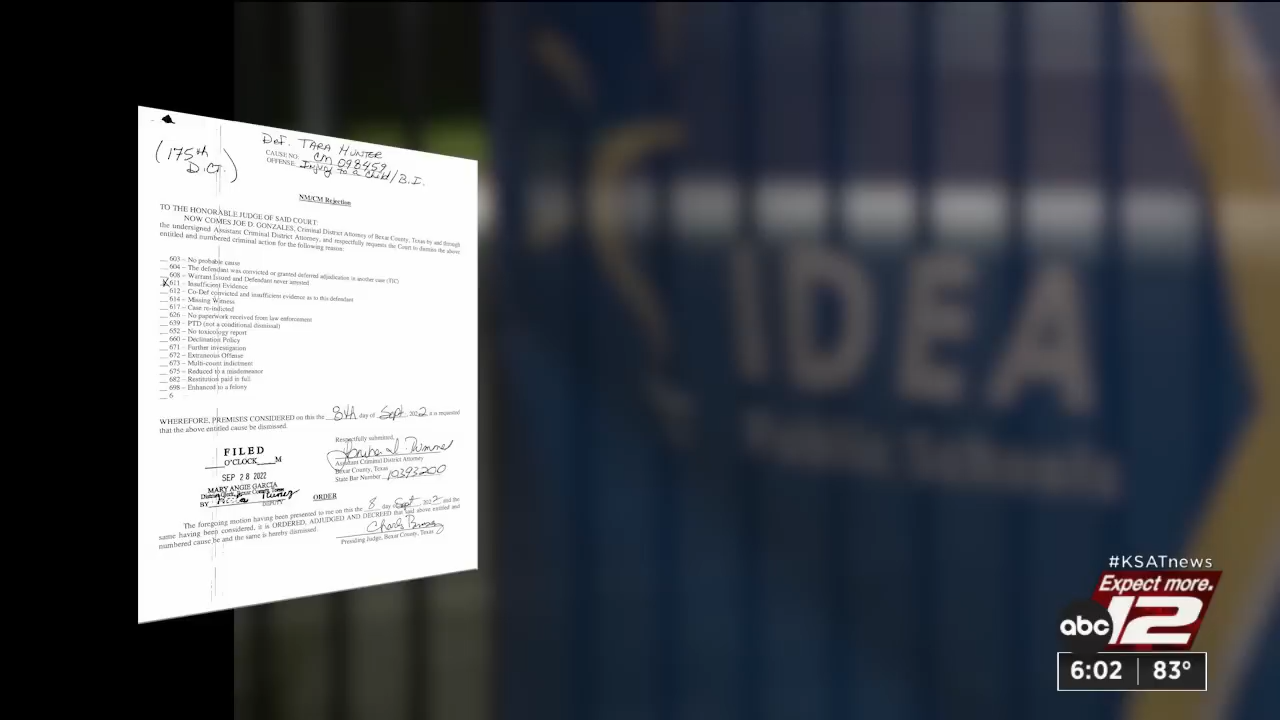 (175th
D.Ct.)
Def. TARA HUNTER
CAUSE NO. CM 098459
OFFENSE: Injury to a Child/B.I.
NM/CM Rejection
TO THE HONORABLE JUDGE OF SAID COURT:
NOW COMES JOE D. GONZALES, Criminal District Attorney of Bexar County, Texas by and through
the undersigned Assistant Criminal District Attorney, and respectfully requests the Court to dismiss the above
entitled and numbered criminal action for the following reason:
__ 603 – No probable cause
__ 604 – The defendant was convicted or granted deferred adjudication in another case (TIC)
__ 608 – Warrant Issued and Defendant never arrested
X 611 – Insufficient Evidence
__ 612 – Co-Def convicted and insufficient evidence as to this defendant
__ 614 – Missing Witness
__ 617 – Case re-indicted
__ 626 – No paperwork received from law enforcement
__ 639 – PTD (not a conditional dismissal)
__ 652 – No toxicology report
__ 660 – Declination Policy
__ 671 – Further investigation
__ 672 – Extraneous Offense
__ 673 – Multi-count indictment
__ 675 – Reduced to a misdemeanor
__ 682 – Restitution paid in full
__ 698 – Enhanced to a felony
__ 6
WHEREFORE, PREMISES CONSIDERED on this the 8th day of Sept 2022, it is requested
that the above entitled cause be dismissed.
Respectfully submitted,
Assistant Criminal District Attorney
Bexar County, Texas
State Bar Number 10393200
FILED
O'CLOCK M
SEP 28 2022
MARY ANGIE GARCIA
District Clerk, Bexar County, Texas
BY DEPUTY
ORDER
The foregoing motion having been presented to me on this the 8 day of Sept 2022 and the
same having been considered, it is ORDERED, ADJUDGED AND DECREED that said above entitled and
numbered cause be and the same is hereby dismissed.
Presiding Judge, Bexar County, Texas
IDEA
Public Schools
#KSATnews
Expect more.
abc 12
6:02 83°